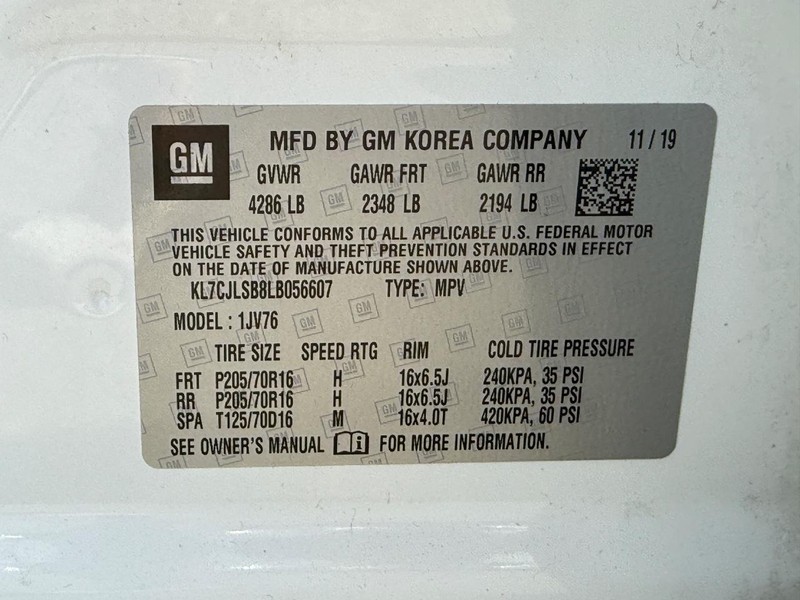 GM MFD BY GM KOREA COMPANY 11 / 19
GVWR GAWR FRT GAWR RR
4286 LB 2348 LB 2194 LB
THIS VEHICLE CONFORMS TO ALL APPLICABLE U.S. FEDERAL MOTOR
VEHICLE SAFETY AND THEFT PREVENTION STANDARDS IN EFFECT
ON THE DATE OF MANUFACTURE SHOWN ABOVE.
KL7CJLSB8LB056607 TYPE: MPV
MODEL : 1JV76
TIRE SIZE SPEED RTG RIM COLD TIRE PRESSURE
FRT P205/70R16 H 16x6.5J 240KPA, 35 PSI
RR P205/70R16 H 16x6.5J 240KPA, 35 PSI
SPA T125/70D16 M 16x4.0T 420KPA, 60 PSI
SEE OWNER'S MANUAL i FOR MORE INFORMATION.